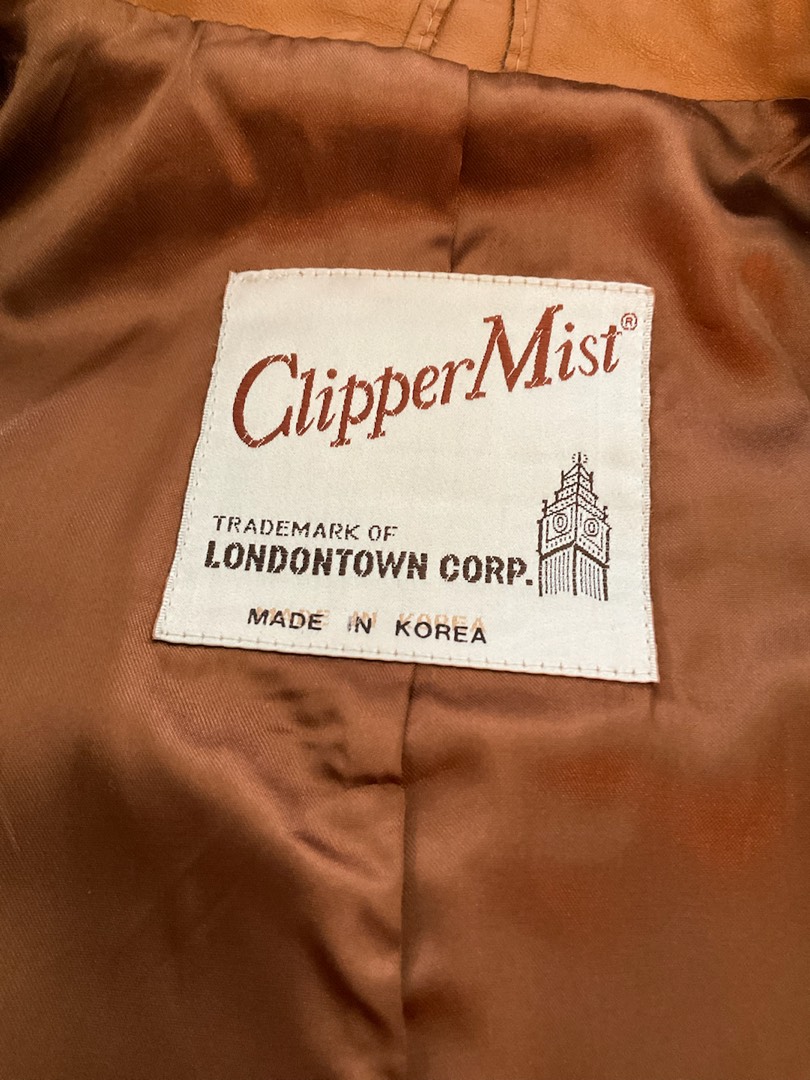 ClipperMist®
TRADEMARK OF
LONDONTOWN CORP.
MADE IN KOREA